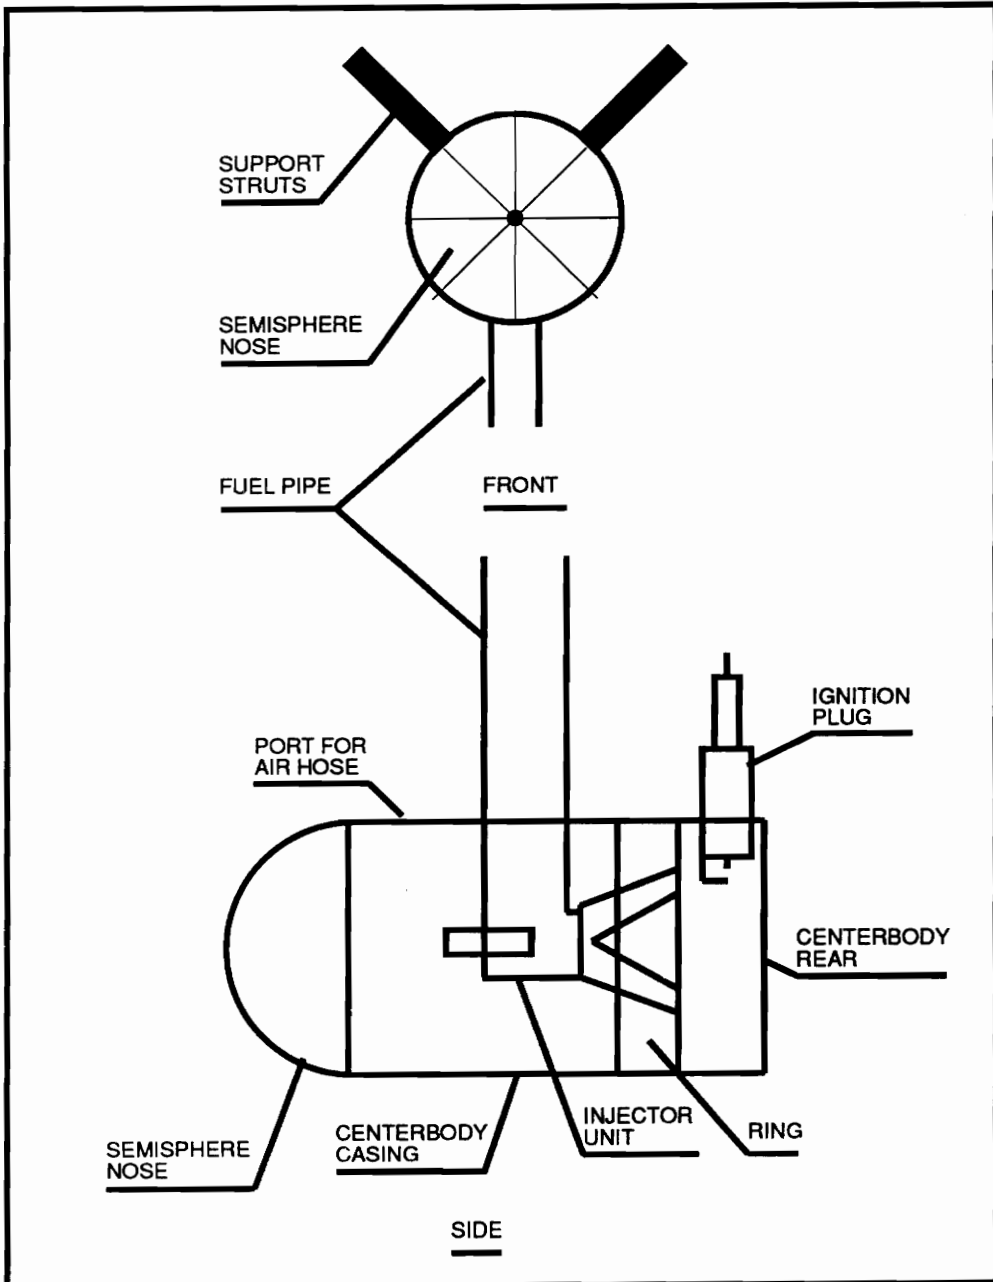 SUPPORT
STRUTS
SEMISPHERE
NOSE
FUEL PIPE
FRONT
IGNITION
PLUG
PORT FOR
AIR HOSE
CENTERBODY
REAR
INJECTOR
UNIT
RING
CENTERBODY
CASING
SEMISPHERE
NOSE
SIDE